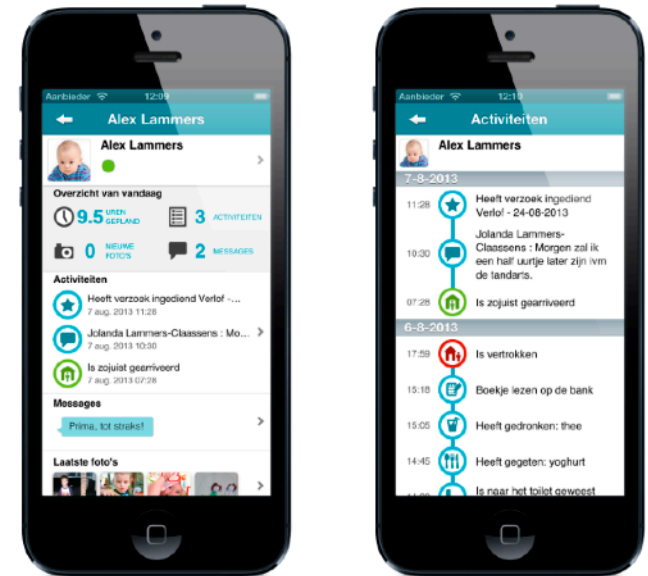 Aanbieder 12:09
Alex Lammers
Alex Lammers
Overzicht van vandaag
9.5 UREN GEPLAND
3 ACTIVITEITEN
0 NIEUWE FOTO'S
2 MESSAGES
Activiteiten
Heeft verzoek ingediend Verlof -...
7 aug. 2013 11:28
Jolanda Lammers-Claassens : Mo...
7 aug. 2013 10:30
Is zojuist gearriveerd
7 aug. 2013 07:28
Messages
Prima, tot straks!
Laatste foto's
Aanbieder 12:10
Activiteiten
Alex Lammers
7-8-2013
11:28 Heeft verzoek ingediend
Verlof - 24-08-2013
Jolanda Lammers-
10:30 Claassens : Morgen zal ik
een half uurtje later zijn ivm
de tandarts.
07:28 Is zojuist gearriveerd
6-8-2013
17:59 Is vertrokken
15:18 Boekje lezen op de bank
15:05 Heeft gedronken: thee
14:45 Heeft gegeten: yoghurt
Is naar het toilet geweest